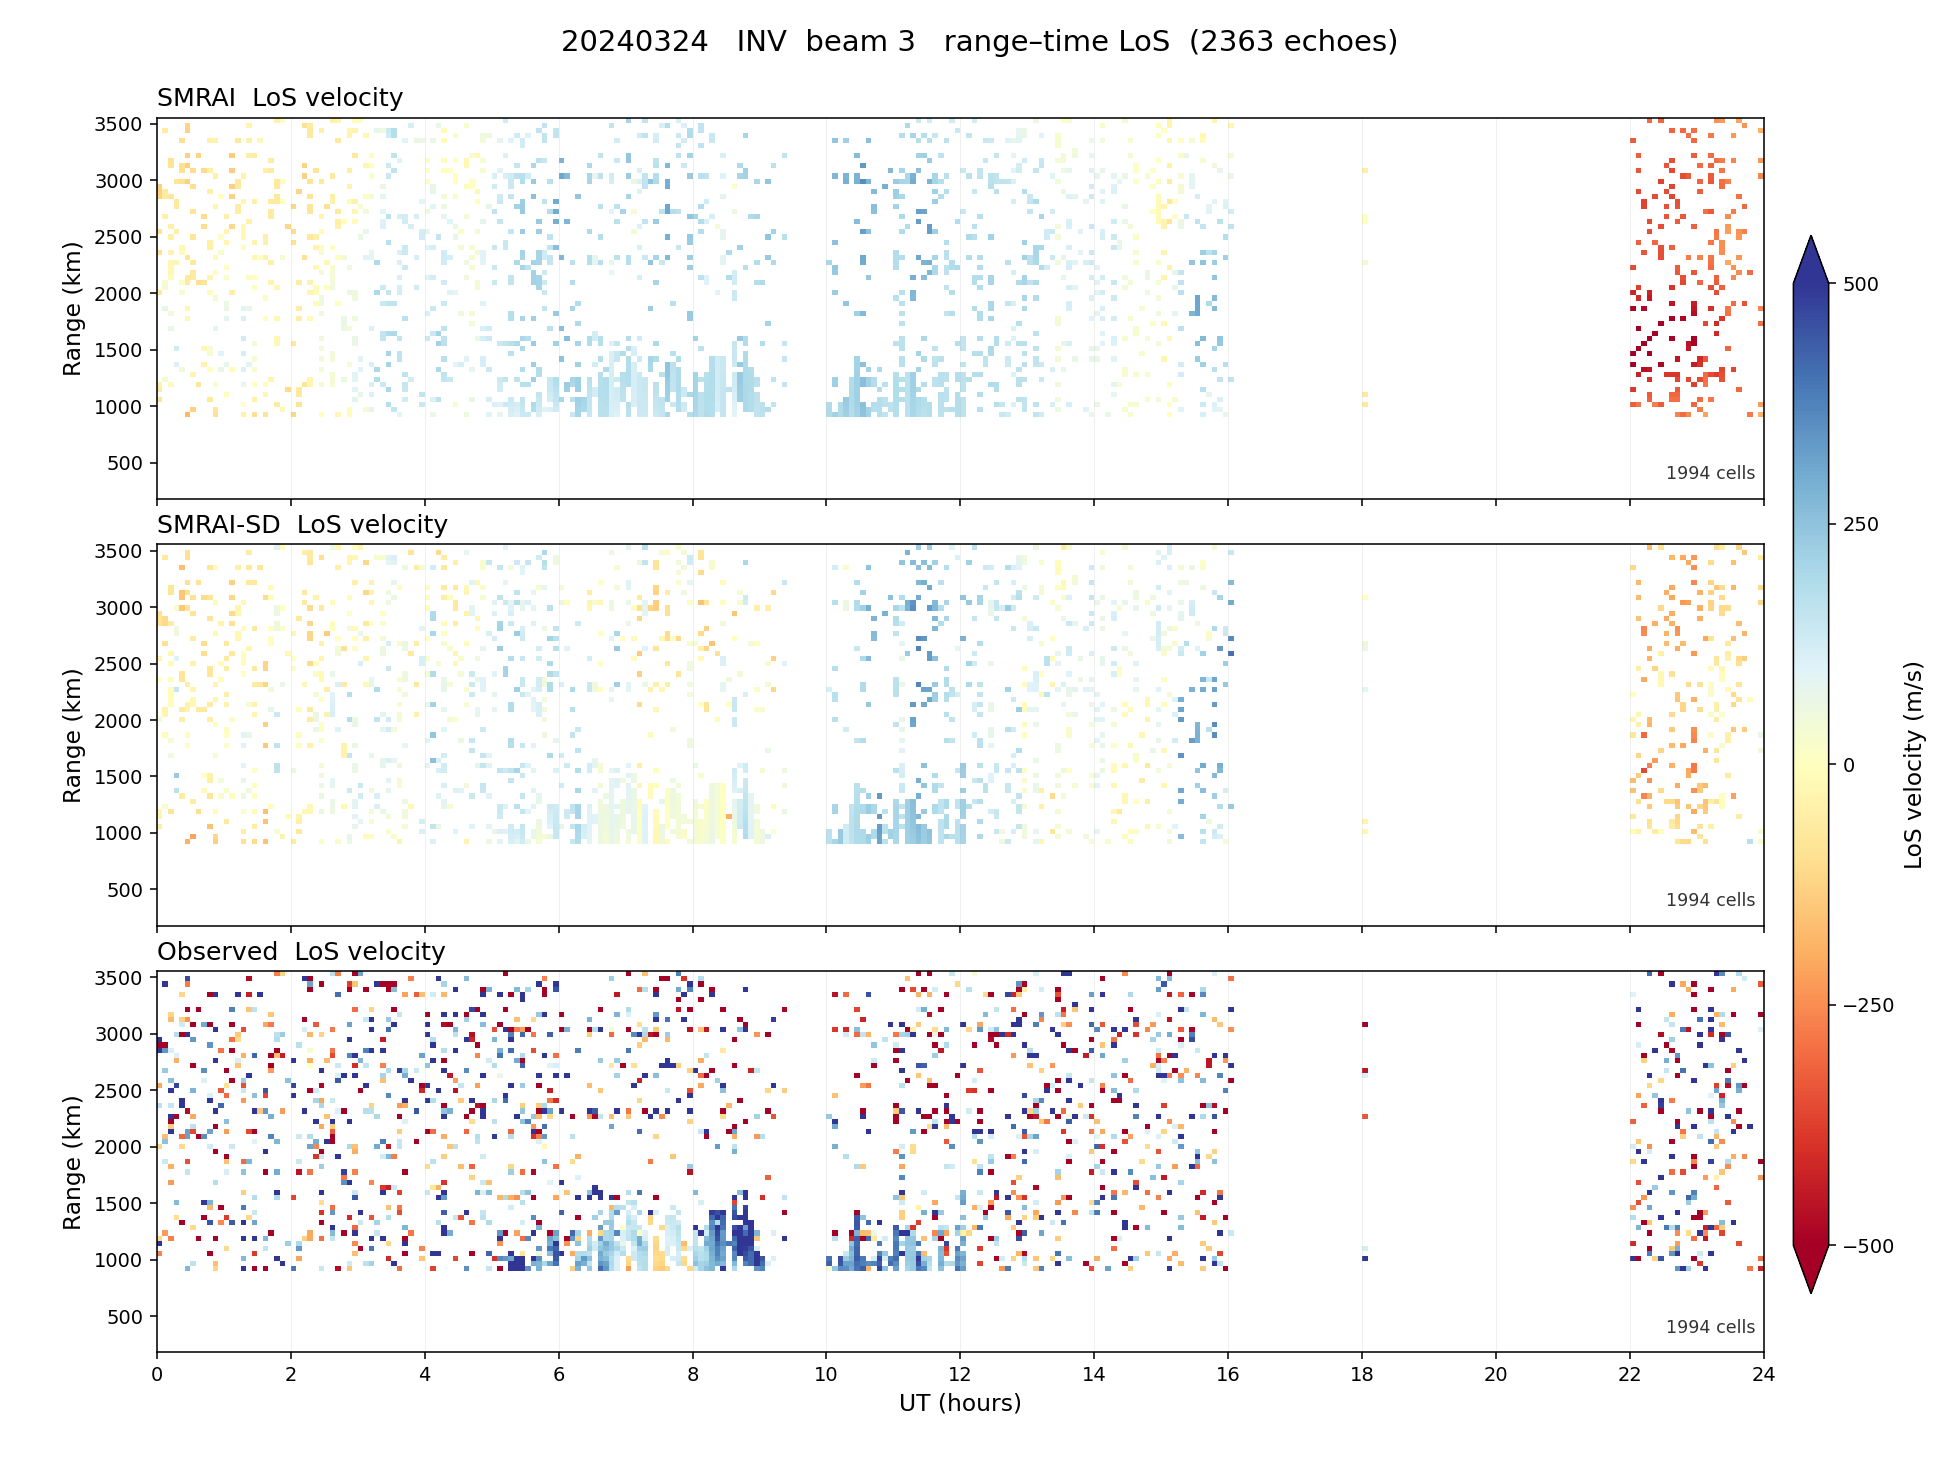 20240324 INV beam 3 range–time LoS (2363 echoes)
SMRAI LoS velocity
3500
3000
2500
2000
1500
1000
500
Range (km)
1994 cells
SMRAI-SD LoS velocity
3500
3000
2500
2000
1500
1000
500
Range (km)
1994 cells
Observed LoS velocity
3500
3000
2500
2000
1500
1000
500
Range (km)
1994 cells
0 2 4 6 8 10 12 14 16 18 20 22 24
UT (hours)
500
250
0
−250
−500
LoS velocity (m/s)